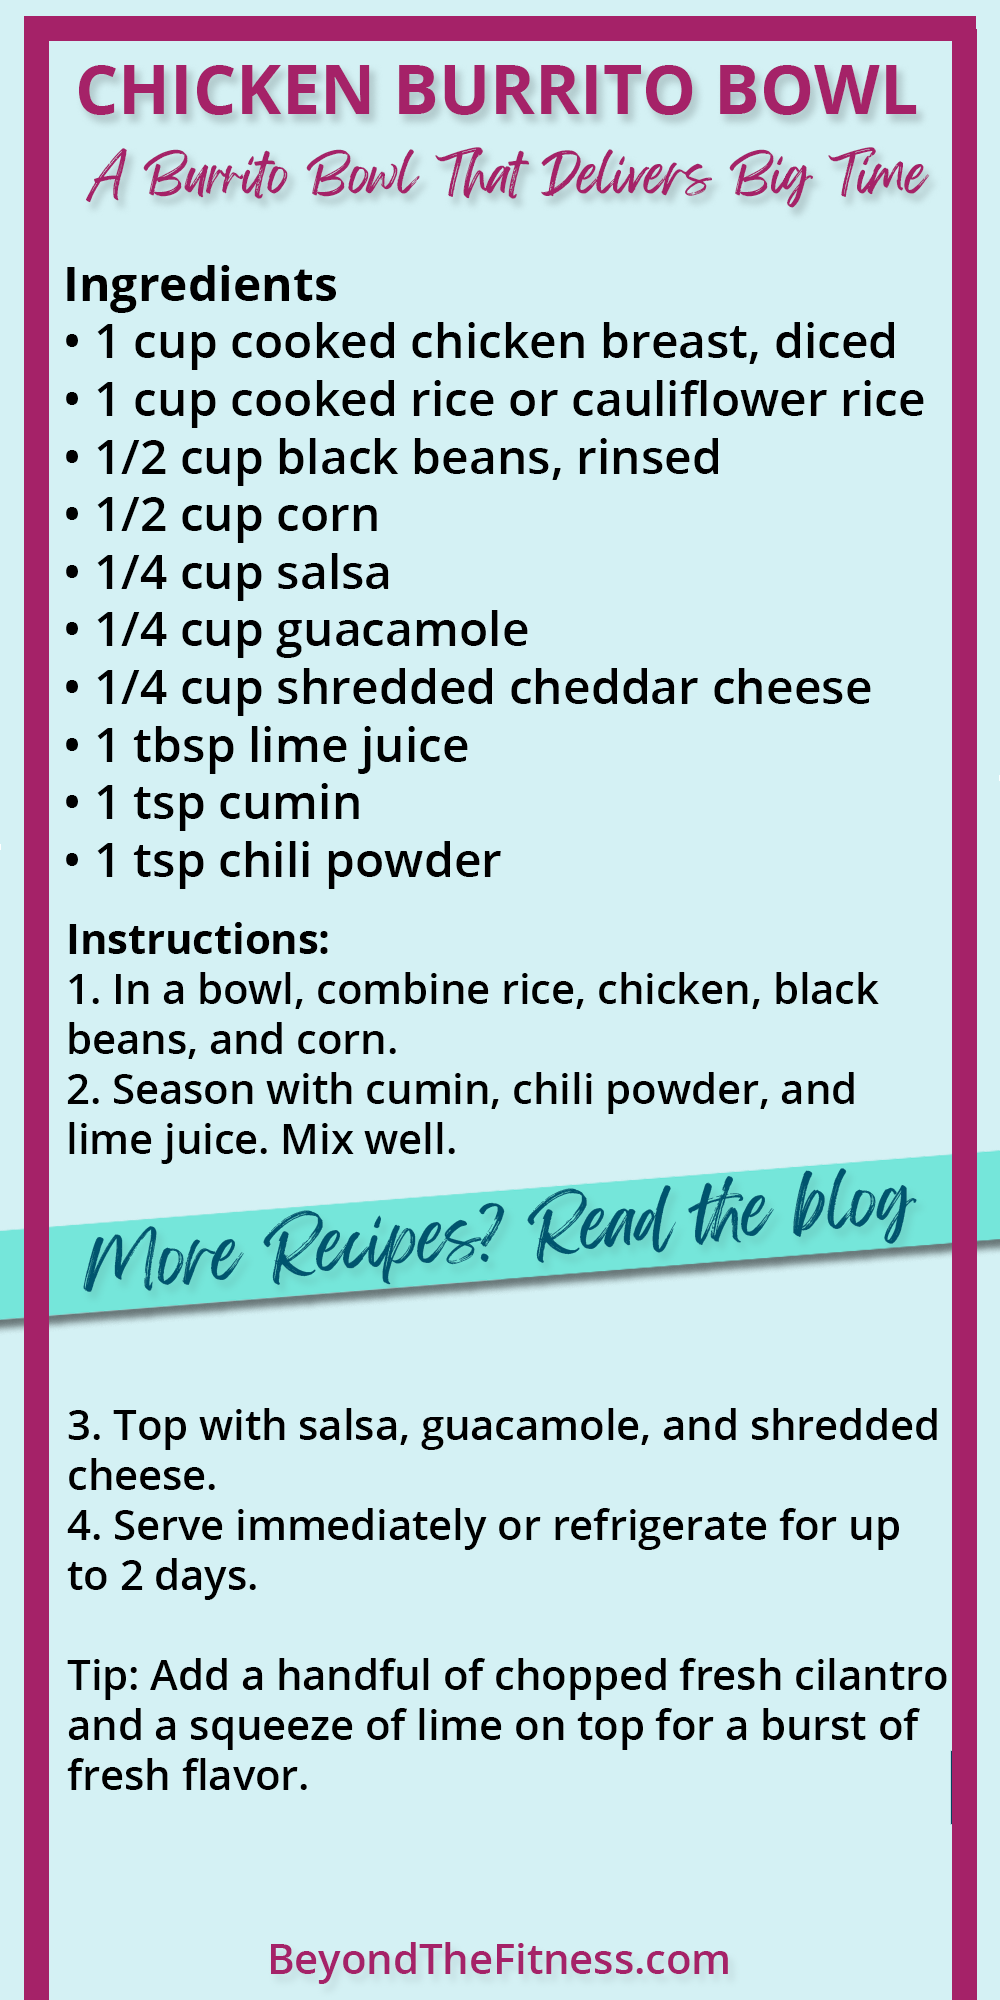 CHICKEN BURRITO BOWL
A Burrito Bowl That Delivers Big Time
Ingredients
• 1 cup cooked chicken breast, diced
• 1 cup cooked rice or cauliflower rice
• 1/2 cup black beans, rinsed
• 1/2 cup corn
• 1/4 cup salsa
• 1/4 cup guacamole
• 1/4 cup shredded cheddar cheese
• 1 tbsp lime juice
• 1 tsp cumin
• 1 tsp chili powder
Instructions:
1. In a bowl, combine rice, chicken, black
beans, and corn.
2. Season with cumin, chili powder, and
lime juice. Mix well.
More Recipes? Read the blog
3. Top with salsa, guacamole, and shredded
cheese.
4. Serve immediately or refrigerate for up
to 2 days.
Tip: Add a handful of chopped fresh cilantro
and a squeeze of lime on top for a burst of
fresh flavor.
BeyondTheFitness.com